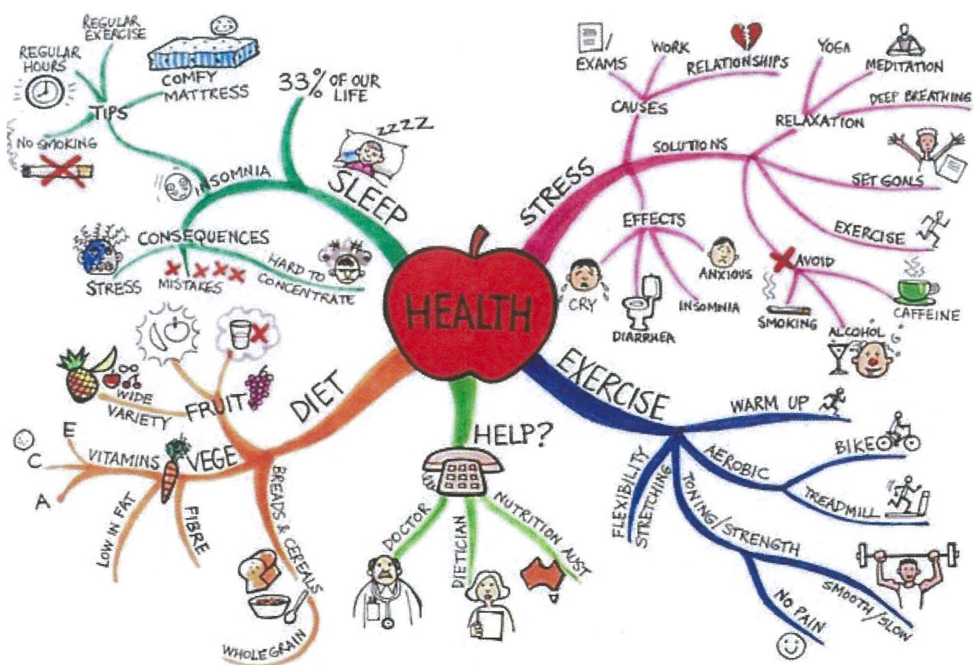 HEALTH
SLEEP
33% OF OUR
LIFE
ZZZZ
INSOMNIA
TIPS
REGULAR
EXERCISE
REGULAR
HOURS
COMFY
MATTRESS
NO SMOKING
CONSEQUENCES
STRESS
MISTAKES
HARD TO
CONCENTRATE
STRESS
CAUSES
EXAMS
WORK
RELATIONSHIPS
SOLUTIONS
RELAXATION
YOGA
MEDITATION
DEEP BREATHING
SET GOALS
EXERCISE
AVOID
SMOKING
ALCOHOL
CAFFEINE
EFFECTS
CRY
DIARRHEA
INSOMNIA
ANXIOUS
DIET
FRUIT
WIDE
VARIETY
VEGE
VITAMINS
E
C
A
LOW IN FAT
FIBRE
BREADS & CEREALS
WHOLEGRAIN
HELP?
DOCTOR
DIETICIAN
NUTRITION AUST
EXERCISE
WARM UP
AEROBIC
BIKE
TREADMILL
TONING/STRENGTH
SMOOTH/SLOW
NO PAIN
FLEXIBILITY
STRETCHING